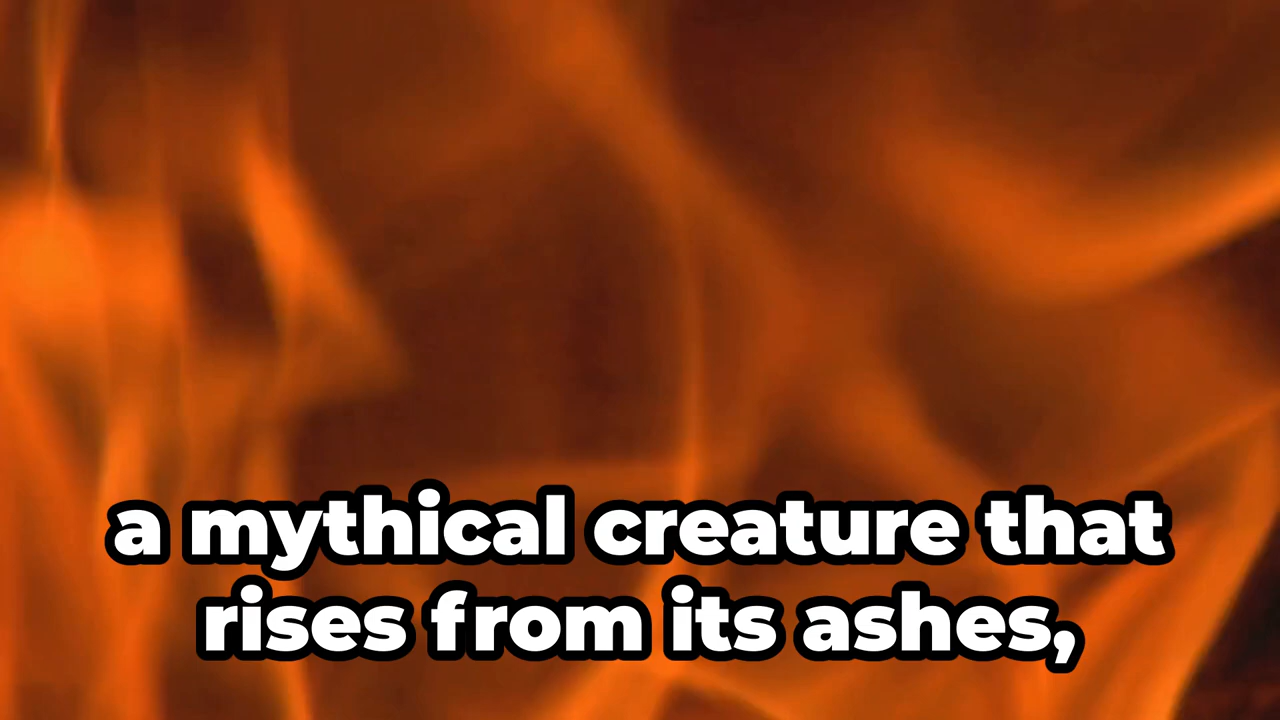 a mythical creature that
rises from its ashes,